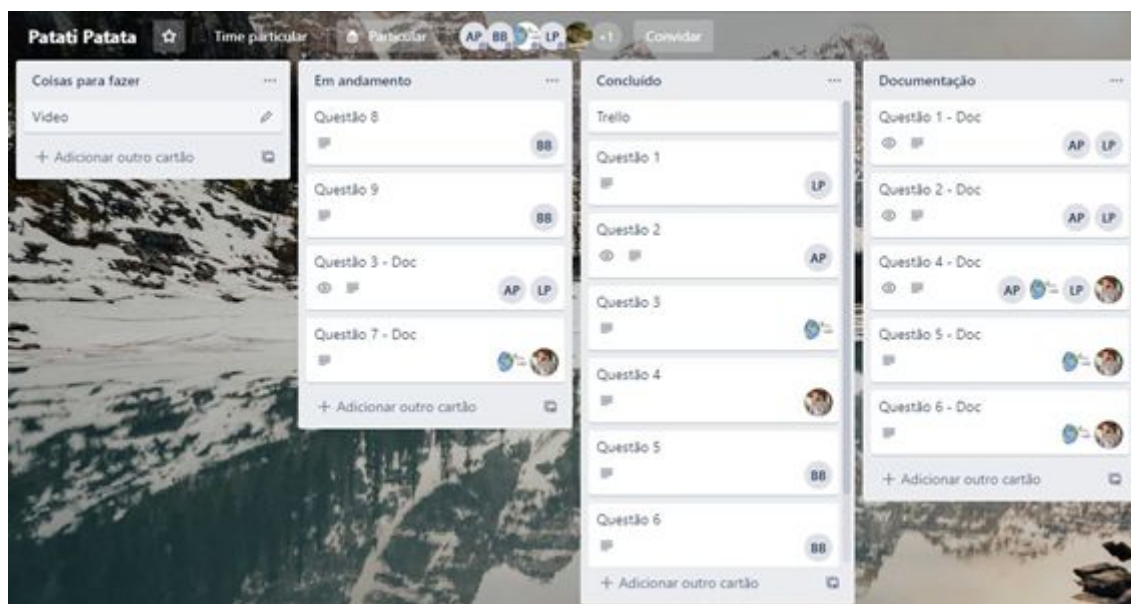 Patati Patata Time particular Particular AP BB LP +1 Convidar
Coisas para fazer
Video
+ Adicionar outro cartão
Em andamento
Questão 8
BB
Questão 9
BB
Questão 3 - Doc
AP LP
Questão 7 - Doc
+ Adicionar outro cartão
Concluído
Trello
Questão 1
LP
Questão 2
AP
Questão 3
Questão 4
Questão 5
BB
Questão 6
BB
+ Adicionar outro cartão
Documentação
Questão 1 - Doc
AP LP
Questão 2 - Doc
AP LP
Questão 4 - Doc
AP LP
Questão 5 - Doc
Questão 6 - Doc
+ Adicionar outro cartão